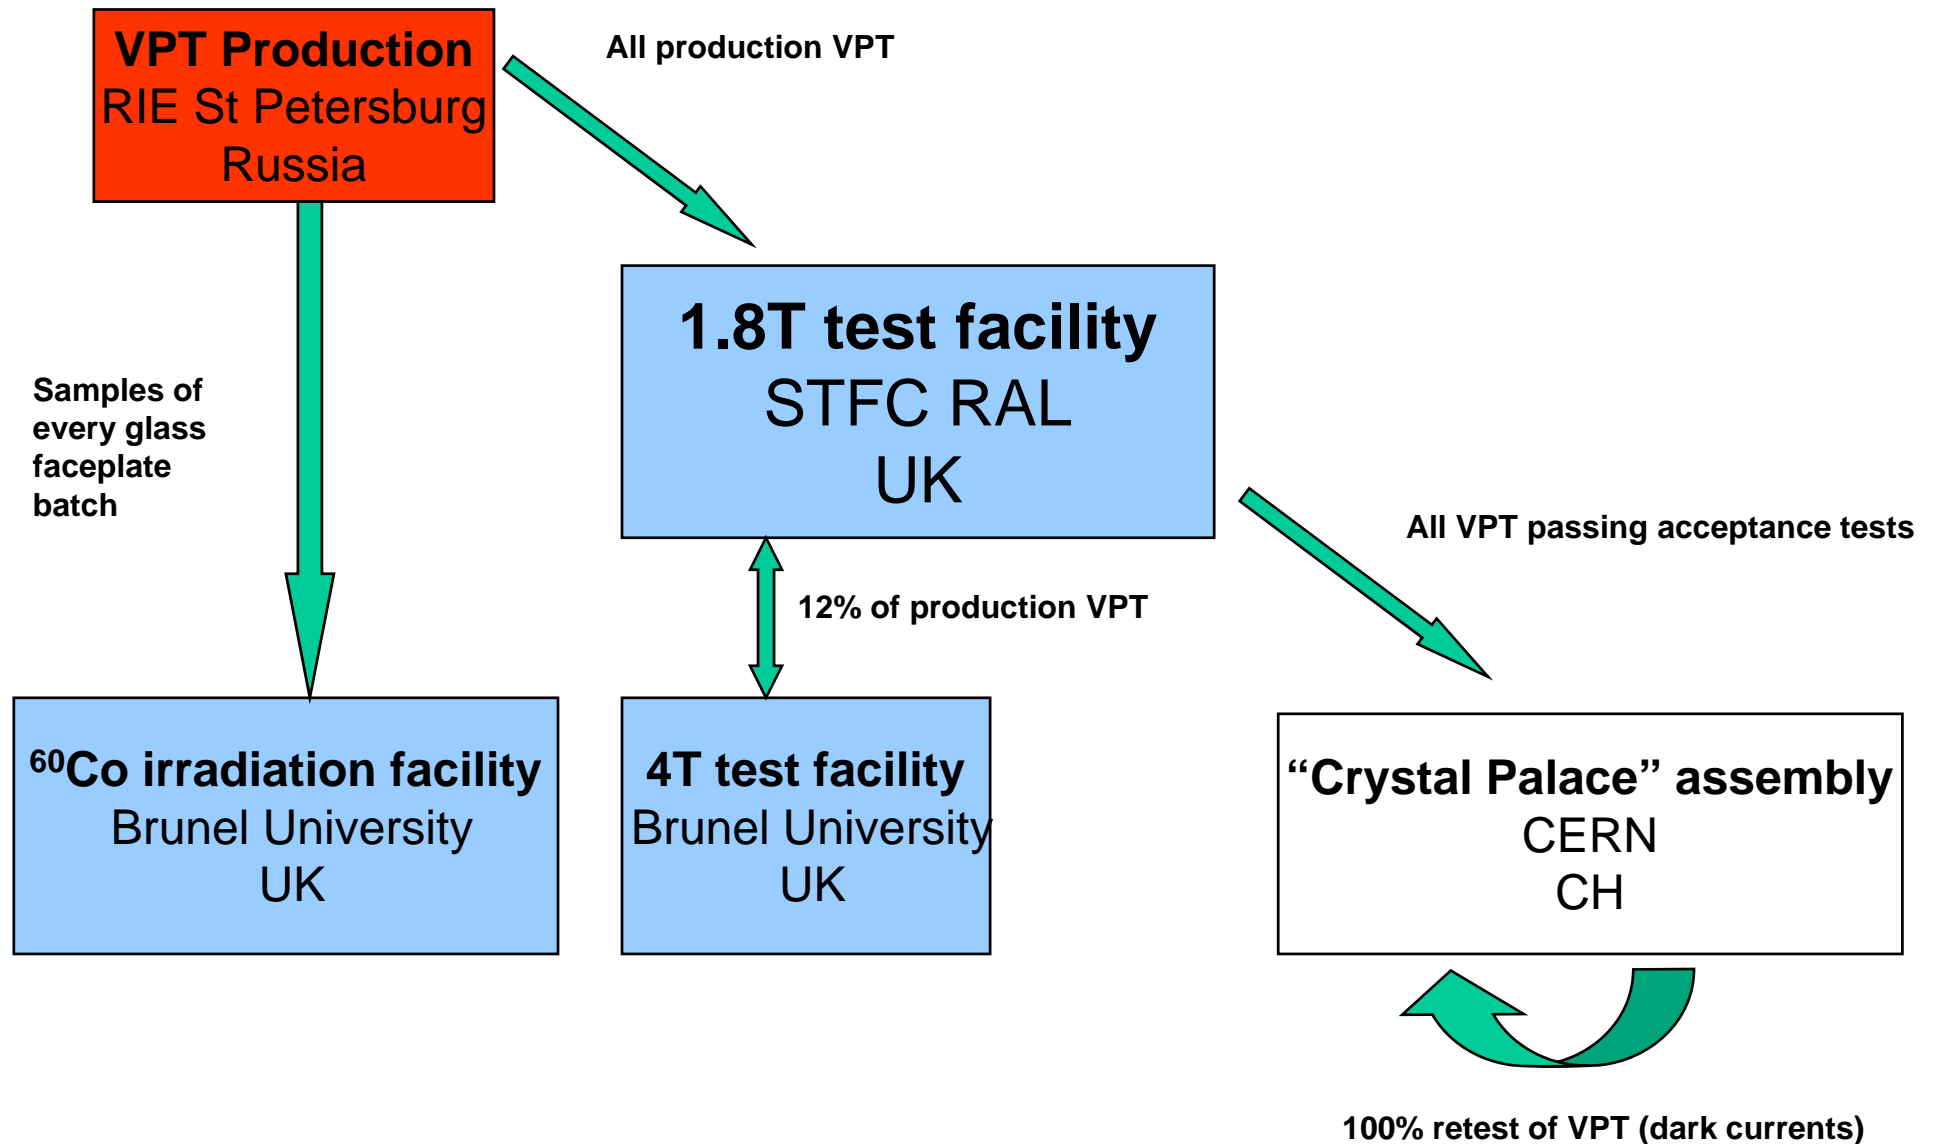 VPT Production
RIE St Petersburg
Russia
All production VPT
1.8T test facility
STFC RAL
UK
Samples of
every glass
faceplate
batch
All VPT passing acceptance tests
12% of production VPT
⁶⁰Co irradiation facility
Brunel University
UK
4T test facility
Brunel University
UK
“Crystal Palace” assembly
CERN
CH
100% retest of VPT (dark currents)